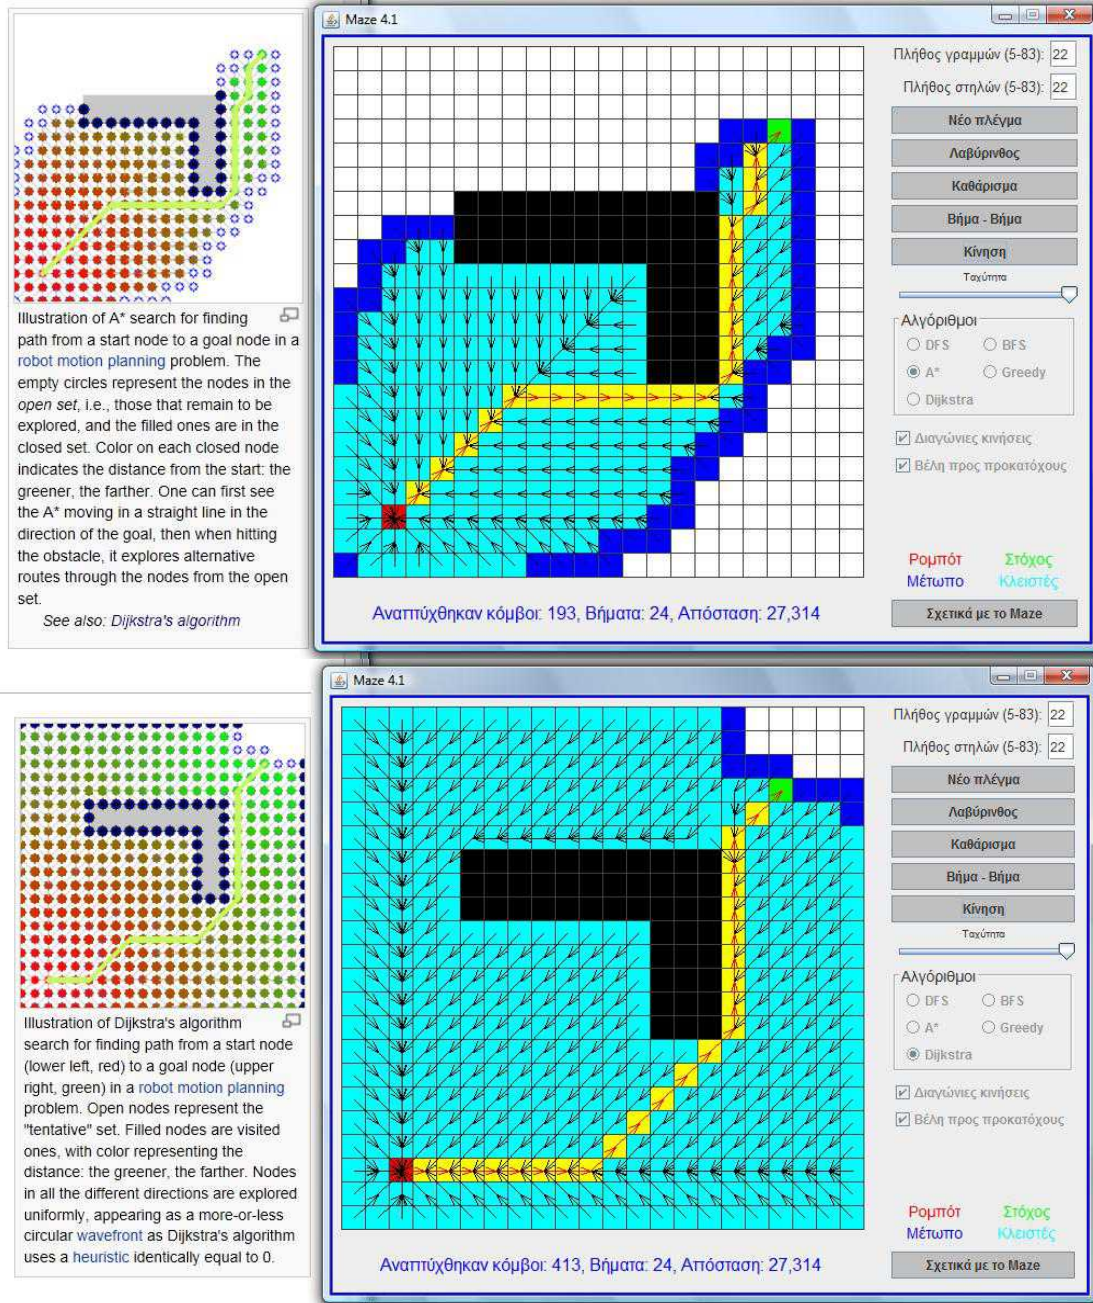 Illustration of A* search for finding
path from a start node to a goal node in a
robot motion planning problem. The
empty circles represent the nodes in the
open set, i.e., those that remain to be
explored, and the filled ones are in the
closed set. Color on each closed node
indicates the distance from the start: the
greener, the farther. One can first see
the A* moving in a straight line in the
direction of the goal, then when hitting
the obstacle, it explores alternative
routes through the nodes from the open
set.
See also: Dijkstra's algorithm
Maze 4.1
Πλήθος γραμμών (5-83): 22
Πλήθος στηλών (5-83): 22
Νέο πλέγμα
Λαβύρινθος
Καθάρισμα
Βήμα - Βήμα
Κίνηση
Ταχύτητα
Αλγόριθμοι
DFS BFS
A* Greedy
Dijkstra
Διαγώνιες κινήσεις
Βέλη προς προκατόχους
Ρομπότ Στόχος
Μέτωπο Κλειστές
Σχετικά με το Maze
Αναπτύχθηκαν κόμβοι: 193, Βήματα: 24, Απόσταση: 27,314
Illustration of Dijkstra's algorithm
search for finding path from a start node
(lower left, red) to a goal node (upper
right, green) in a robot motion planning
problem. Open nodes represent the
"tentative" set. Filled nodes are visited
ones, with color representing the
distance: the greener, the farther. Nodes
in all the different directions are explored
uniformly, appearing as a more-or-less
circular wavefront as Dijkstra's algorithm
uses a heuristic identically equal to 0.
Maze 4.1
Πλήθος γραμμών (5-83): 22
Πλήθος στηλών (5-83): 22
Νέο πλέγμα
Λαβύρινθος
Καθάρισμα
Βήμα - Βήμα
Κίνηση
Ταχύτητα
Αλγόριθμοι
DFS BFS
A* Greedy
Dijkstra
Διαγώνιες κινήσεις
Βέλη προς προκατόχους
Ρομπότ Στόχος
Μέτωπο Κλειστές
Σχετικά με το Maze
Αναπτύχθηκαν κόμβοι: 413, Βήματα: 24, Απόσταση: 27,314